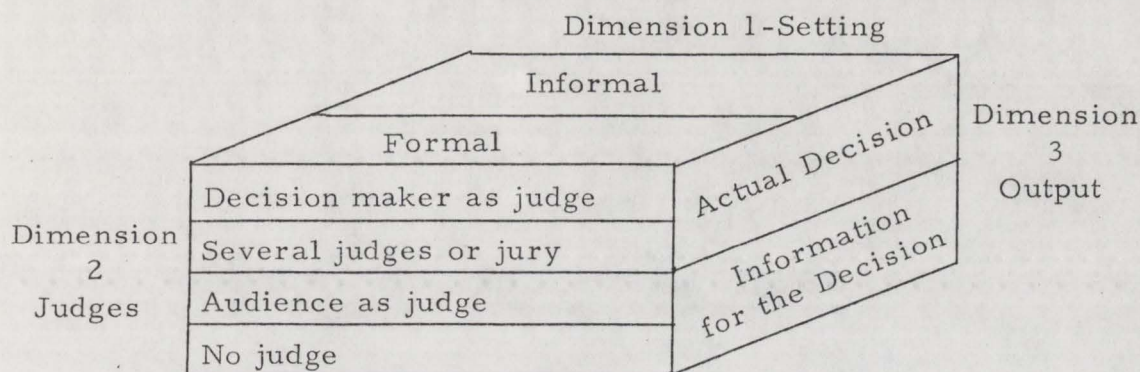 Dimension 1-Setting
Informal
Formal
Decision maker as judge
Several judges or jury
Audience as judge
No judge
Dimension
2
Judges
Actual Decision
Information
for the Decision
Dimension
3
Output